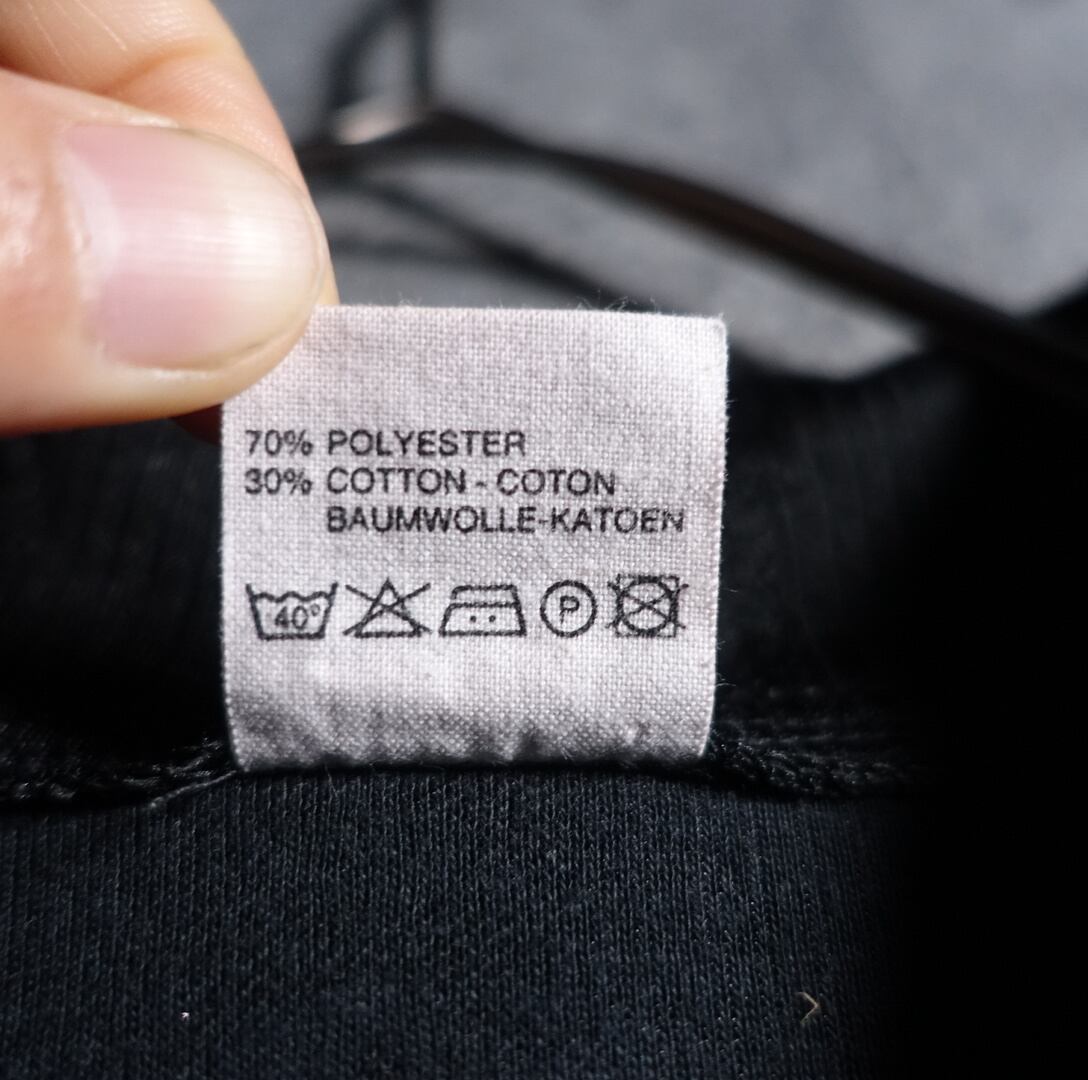 70% POLYESTER
30% COTTON - COTON
BAUMWOLLE-KATOEN
40° P